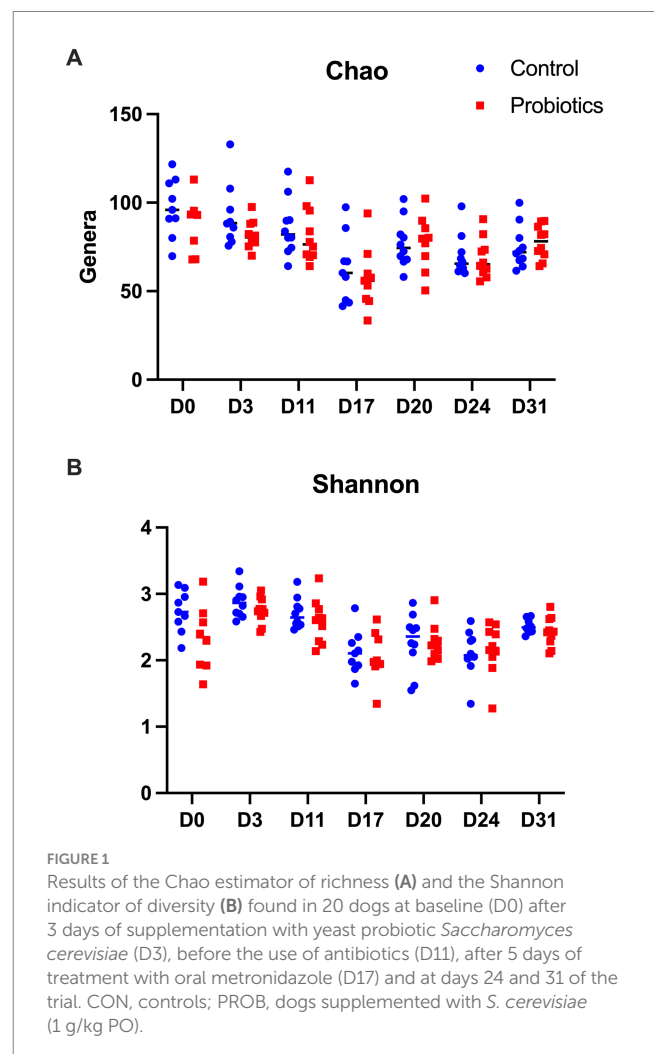 A
Chao
Control
Probiotics
Genera
150
100
50
0
D0 D3 D11 D17 D20 D24 D31
B
Shannon
4
3
2
1
0
D0 D3 D11 D17 D20 D24 D31
FIGURE 1
Results of the Chao estimator of richness (A) and the Shannon
indicator of diversity (B) found in 20 dogs at baseline (D0) after
3 days of supplementation with yeast probiotic Saccharomyces
cerevisiae (D3), before the use of antibiotics (D11), after 5 days of
treatment with oral metronidazole (D17) and at days 24 and 31 of the
trial. CON, controls; PROB, dogs supplemented with S. cerevisiae
(1 g/kg PO).